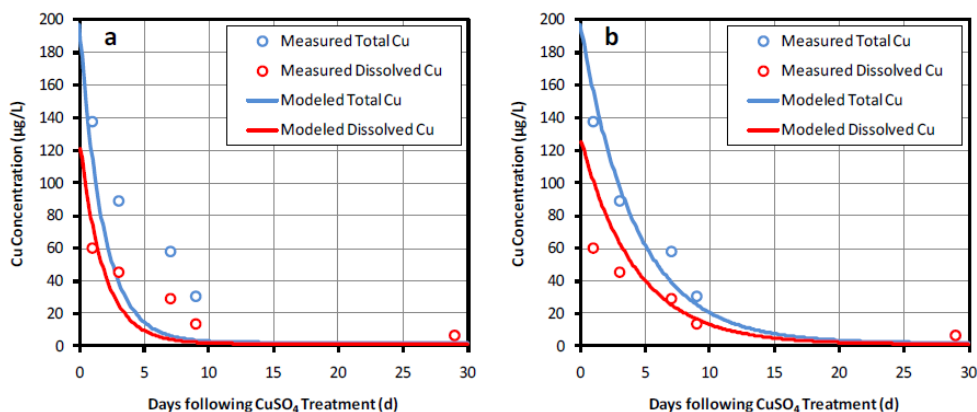 a
Measured Total Cu
Measured Dissolved Cu
Modeled Total Cu
Modeled Dissolved Cu
Cu Concentration (µg/L)
200
180
160
140
120
100
80
60
40
20
0
0 5 10 15 20 25 30
Days following CuSO₄ Treatment (d)
b
Measured Total Cu
Measured Dissolved Cu
Modeled Total Cu
Modeled Dissolved Cu
Cu Concentration (µg/L)
200
180
160
140
120
100
80
60
40
20
0
0 5 10 15 20 25 30
Days following CuSO₄ Treatment (d)